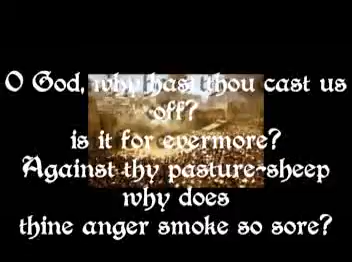 O God, why hast thou cast us
off?
is it for evermore?
Against thy pasture-sheep
why does
thine anger smoke so sore?